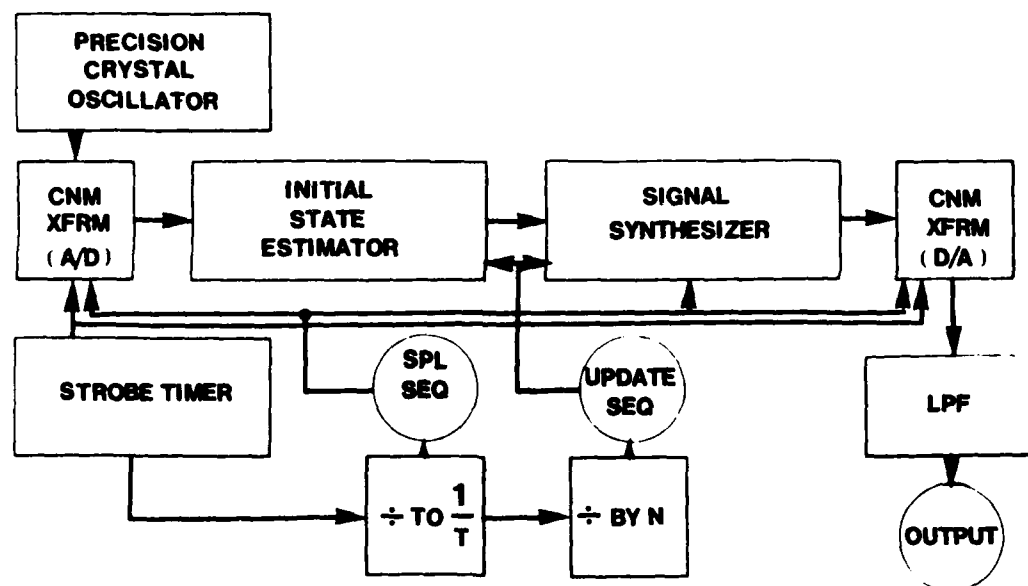 PRECISION
CRYSTAL
OSCILLATOR
CNM
XFRM
(A/D)
INITIAL
STATE
ESTIMATOR
SIGNAL
SYNTHESIZER
CNM
XFRM
(D/A)
STROBE TIMER
SPL
SEQ
UPDATE
SEQ
LPF
÷ TO 1/T
÷ BY N
OUTPUT